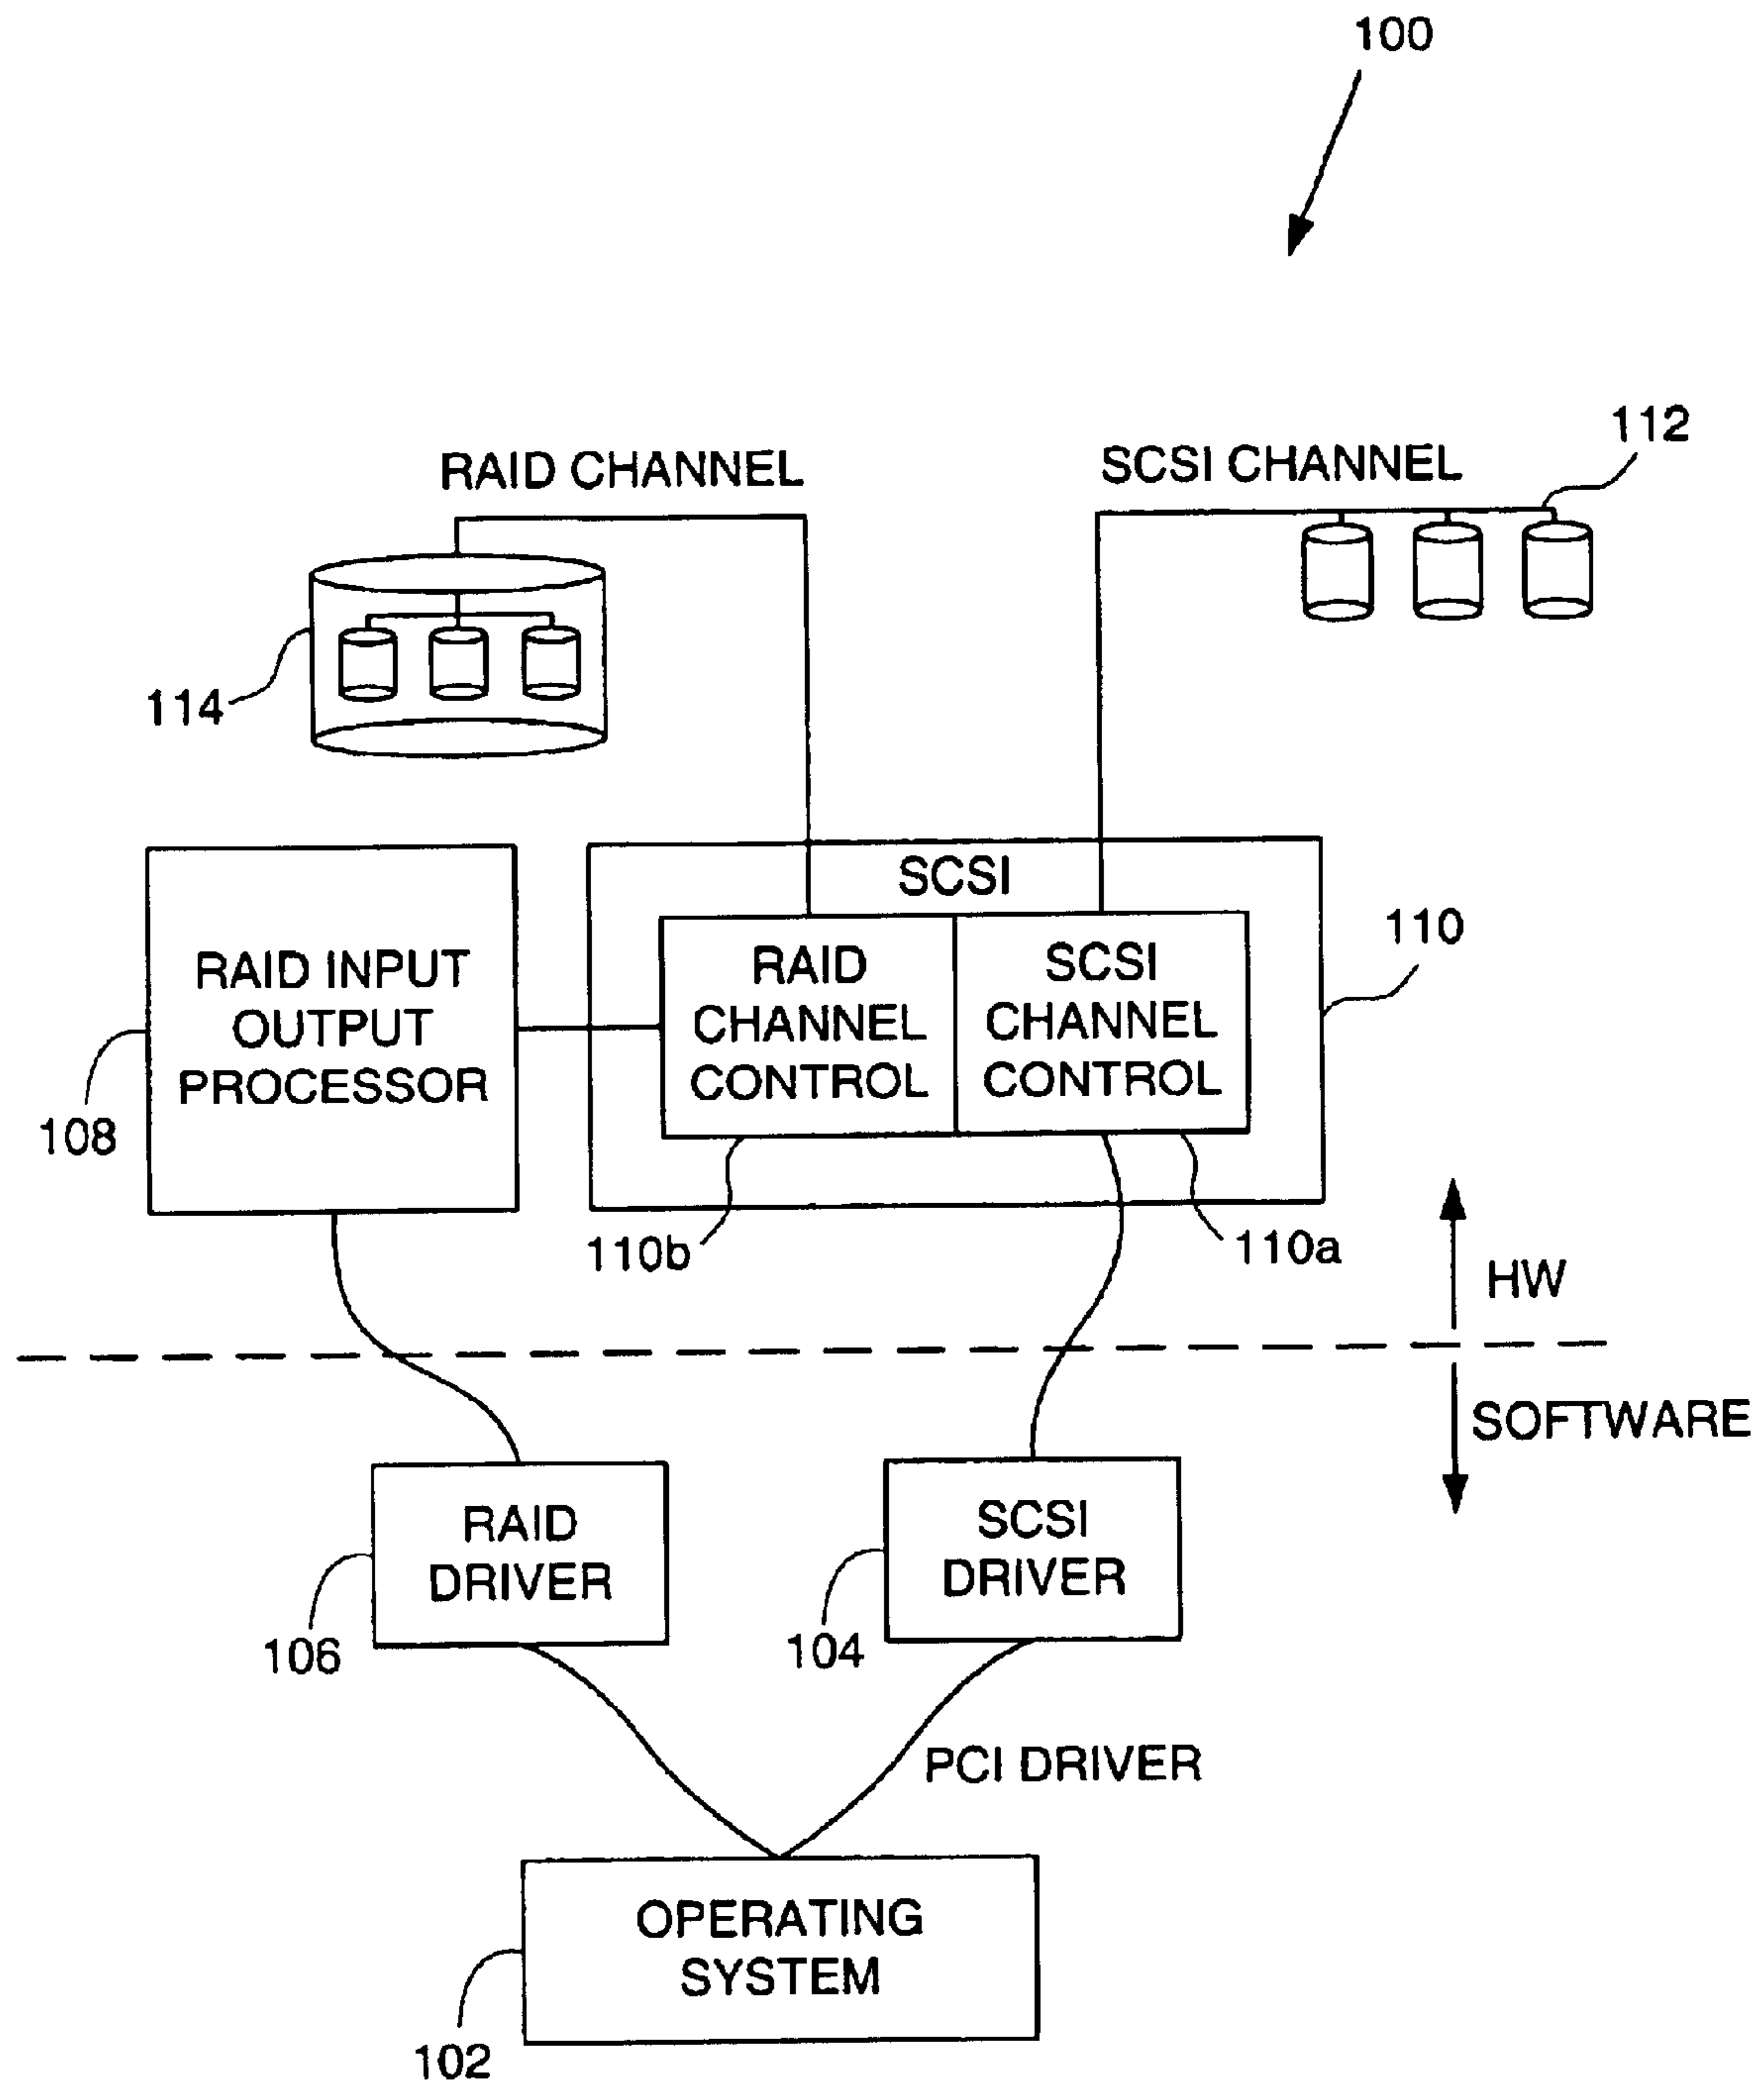 100
112
RAID CHANNEL
SCSI CHANNEL
114
SCSI
110
RAID INPUT
OUTPUT
PROCESSOR
RAID
CHANNEL
CONTROL
SCSI
CHANNEL
CONTROL
108
110b
110a
HW
SOFTWARE
RAID
DRIVER
SCSI
DRIVER
106
104
PCI DRIVER
OPERATING
SYSTEM
102